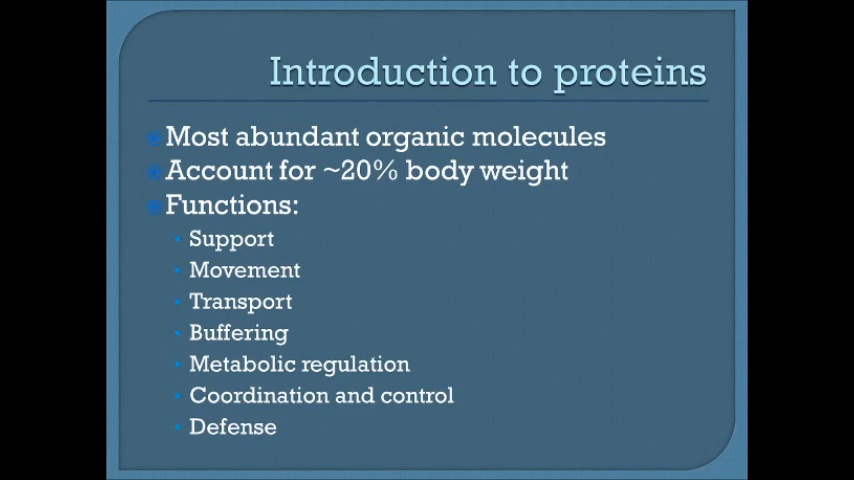 Introduction to proteins
Most abundant organic molecules
Account for ~20% body weight
Functions:
Support
Movement
Transport
Buffering
Metabolic regulation
Coordination and control
Defense